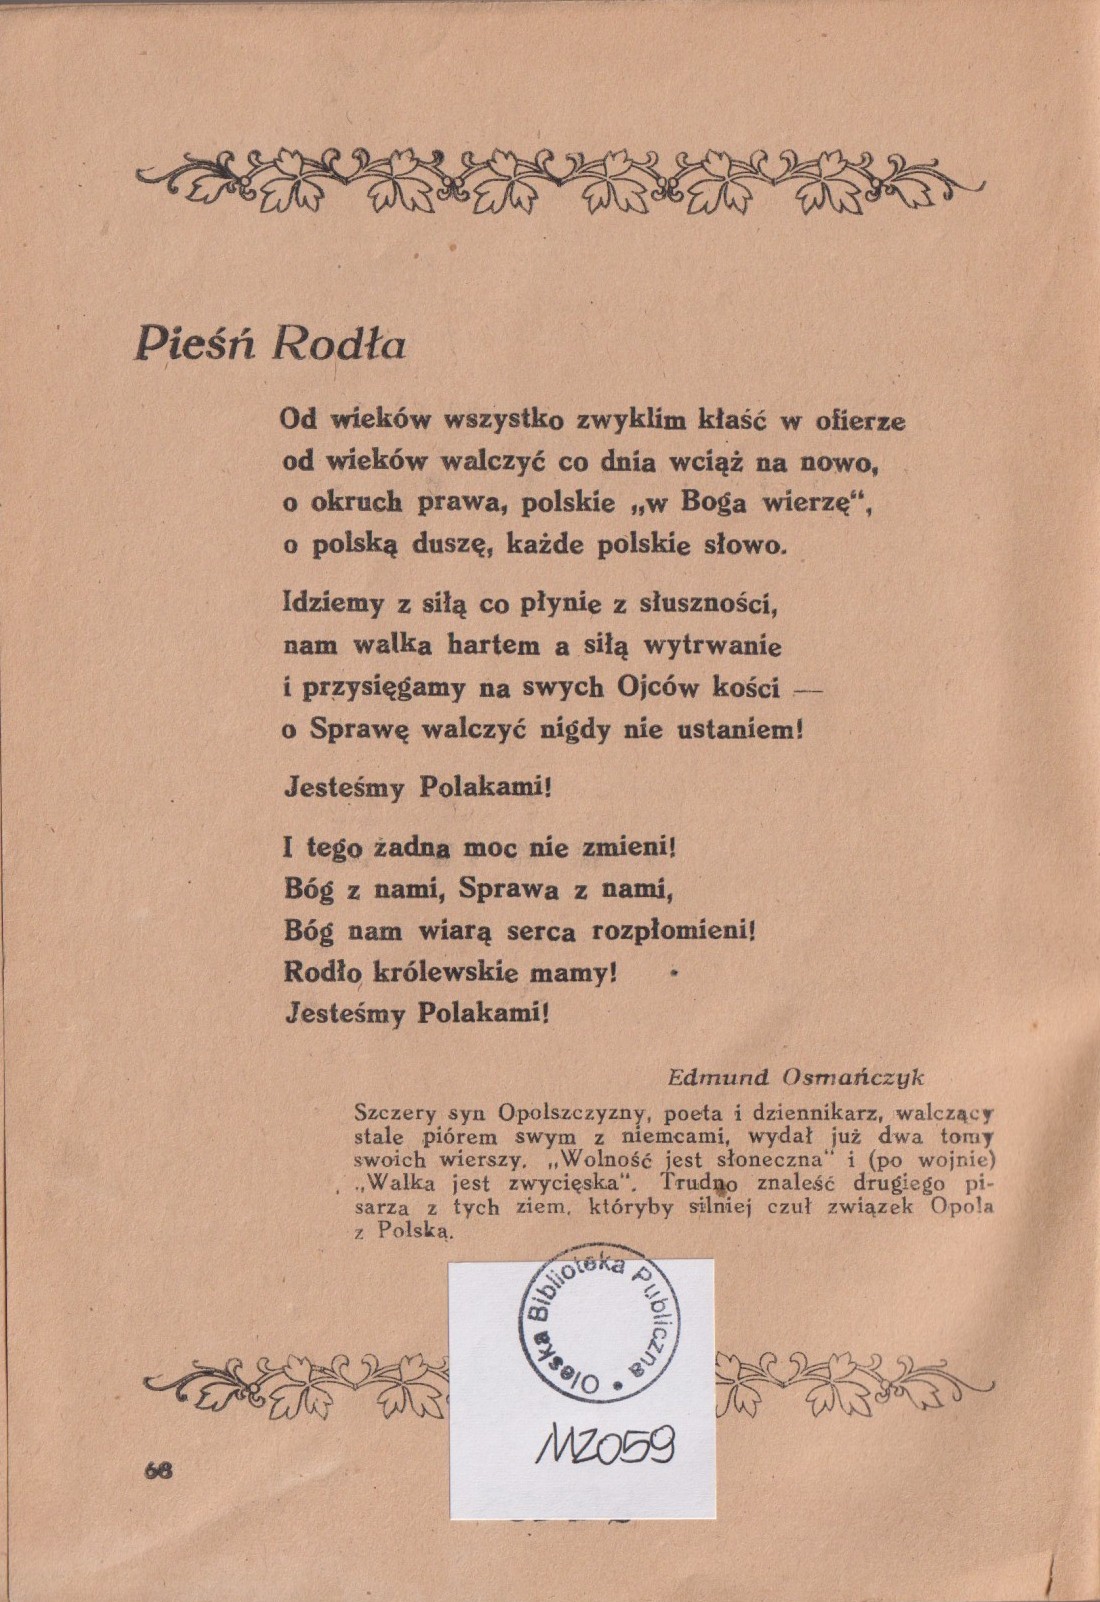 Pieśń Rodła
Od wieków wszystko zwyklim kłaść w ofierze
od wieków walczyć co dnia wciąż na nowo,
o okruch prawa, polskie „w Boga wierzę“,
o polską duszę, każde polskie słowo.
Idziemy z siłą co płynie z słuszności,
nam walka hartem a siłą wytrwanie
i przysięgamy na swych Ojców kości —
o Sprawę walczyć nigdy nie ustaniem!
Jesteśmy Polakami!
I tego żadna moc nie zmieni!
Bóg z nami, Sprawa z nami,
Bóg nam wiarą serca rozpłomieni!
Rodło królewskie mamy!
Jesteśmy Polakami!
Edmund Osmańczyk
Szczery syn Opolszczyzny, poeta i dziennikarz, walczący
stale piórem swym z niemcami, wydał już dwa tomy
swoich wierszy. „Wolność jest słoneczna“ i (po wojnie)
„Walka jest zwycięska“. Trudno znaleść drugiego pi-
sarza z tych ziem, któryby silniej czuł związek Opola
z Polską.
Oleska Biblioteka Publiczna •
MZ059
68